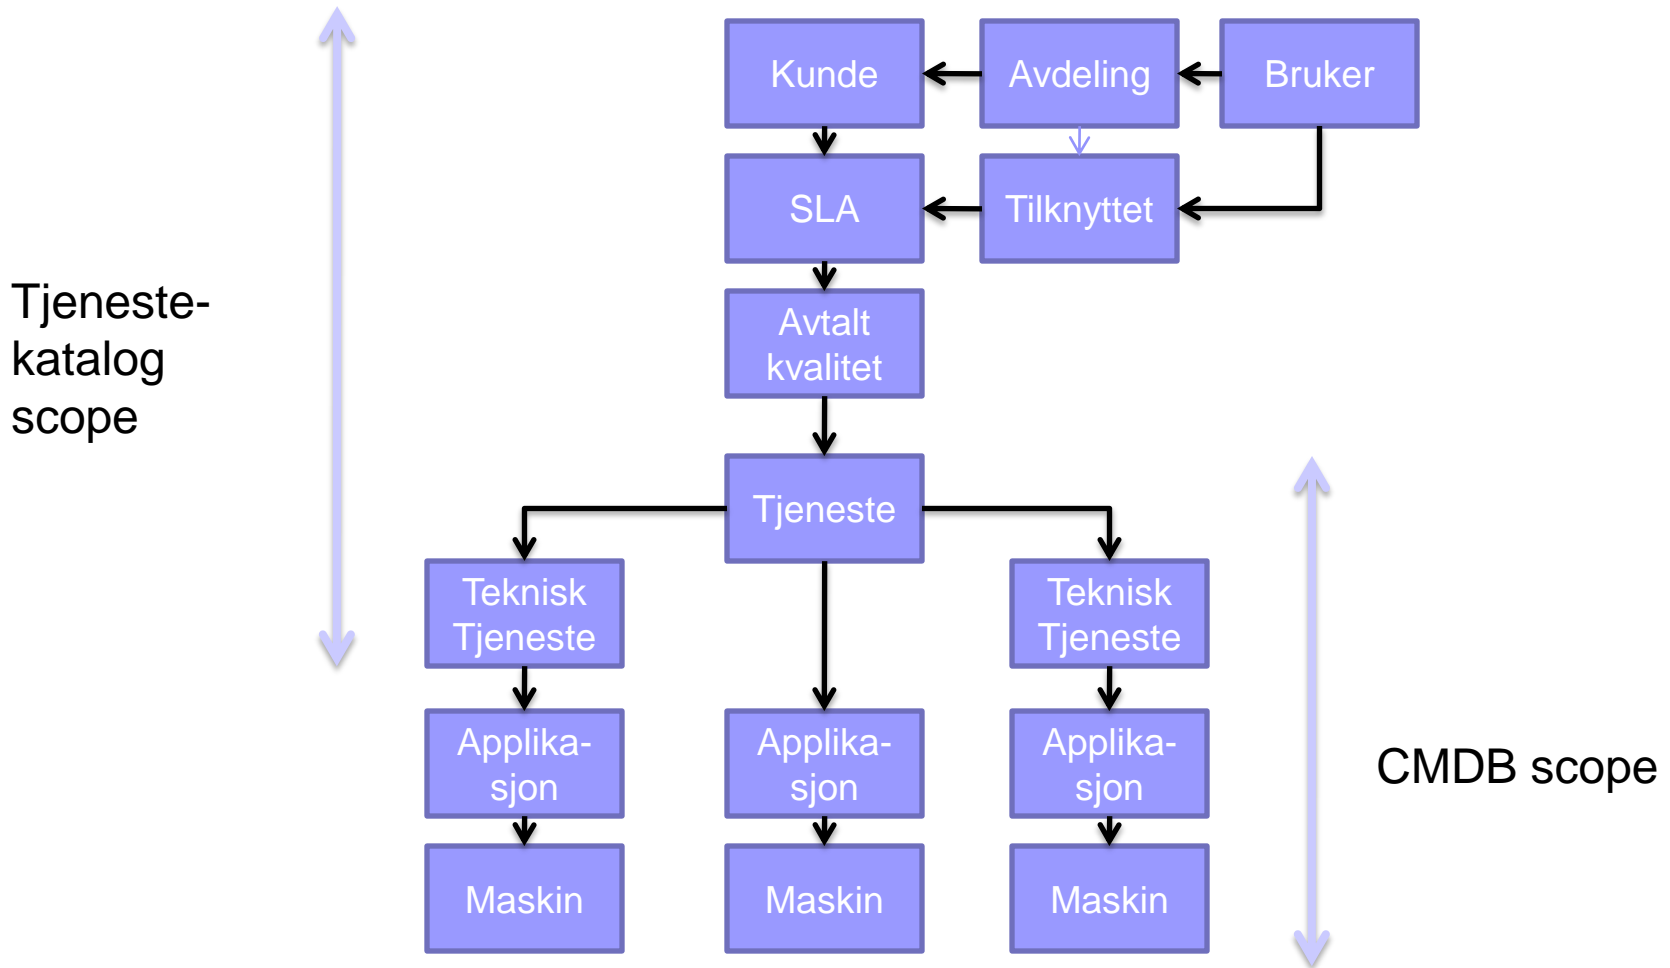 Kunde
Avdeling
Bruker
SLA
Tilknyttet
Tjeneste-
katalog
scope
Avtalt
kvalitet
Tjeneste
Teknisk
Tjeneste
Teknisk
Tjeneste
Applika-
sjon
Applika-
sjon
Applika-
sjon
CMDB scope
Maskin
Maskin
Maskin